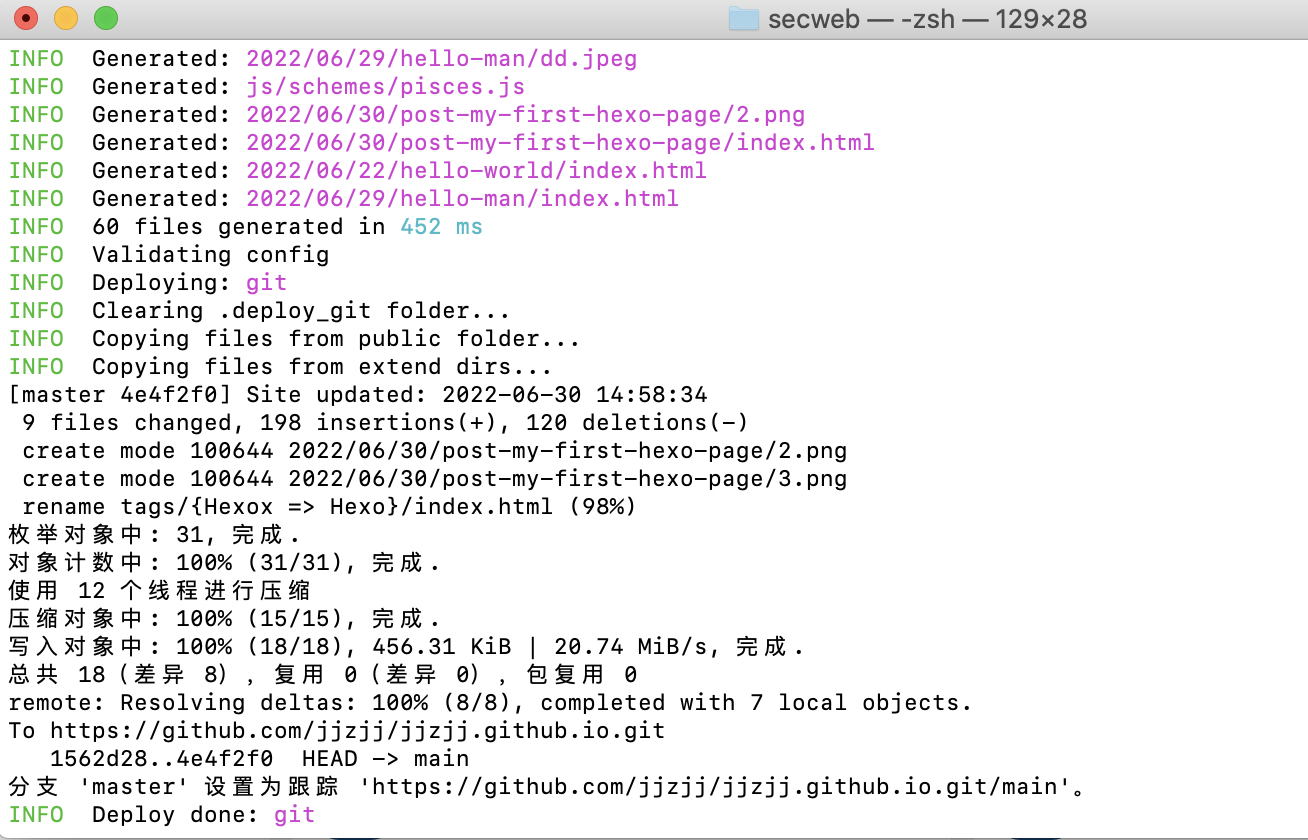 secweb — -zsh — 129×28
INFO  Generated: 2022/06/29/hello-man/dd.jpeg
INFO  Generated: js/schemes/pisces.js
INFO  Generated: 2022/06/30/post-my-first-hexo-page/2.png
INFO  Generated: 2022/06/30/post-my-first-hexo-page/index.html
INFO  Generated: 2022/06/22/hello-world/index.html
INFO  Generated: 2022/06/29/hello-man/index.html
INFO  60 files generated in 452 ms
INFO  Validating config
INFO  Deploying: git
INFO  Clearing .deploy_git folder...
INFO  Copying files from public folder...
INFO  Copying files from extend dirs...
[master 4e4f2f0] Site updated: 2022-06-30 14:58:34
 9 files changed, 198 insertions(+), 120 deletions(-)
 create mode 100644 2022/06/30/post-my-first-hexo-page/2.png
 create mode 100644 2022/06/30/post-my-first-hexo-page/3.png
 rename tags/{Hexox => Hexo}/index.html (98%)
枚举对象中: 31, 完成.
对象计数中: 100% (31/31), 完成.
使用 12 个线程进行压缩
压缩对象中: 100% (15/15), 完成.
写入对象中: 100% (18/18), 456.31 KiB | 20.74 MiB/s, 完成.
总共 18（差异 8），复用 0（差异 0），包复用 0
remote: Resolving deltas: 100% (8/8), completed with 7 local objects.
To https://github.com/jjzjj/jjzjj.github.io.git
   1562d28..4e4f2f0  HEAD -> main
分支 'master' 设置为跟踪 'https://github.com/jjzjj/jjzjj.github.io.git/main'。
INFO  Deploy done: git